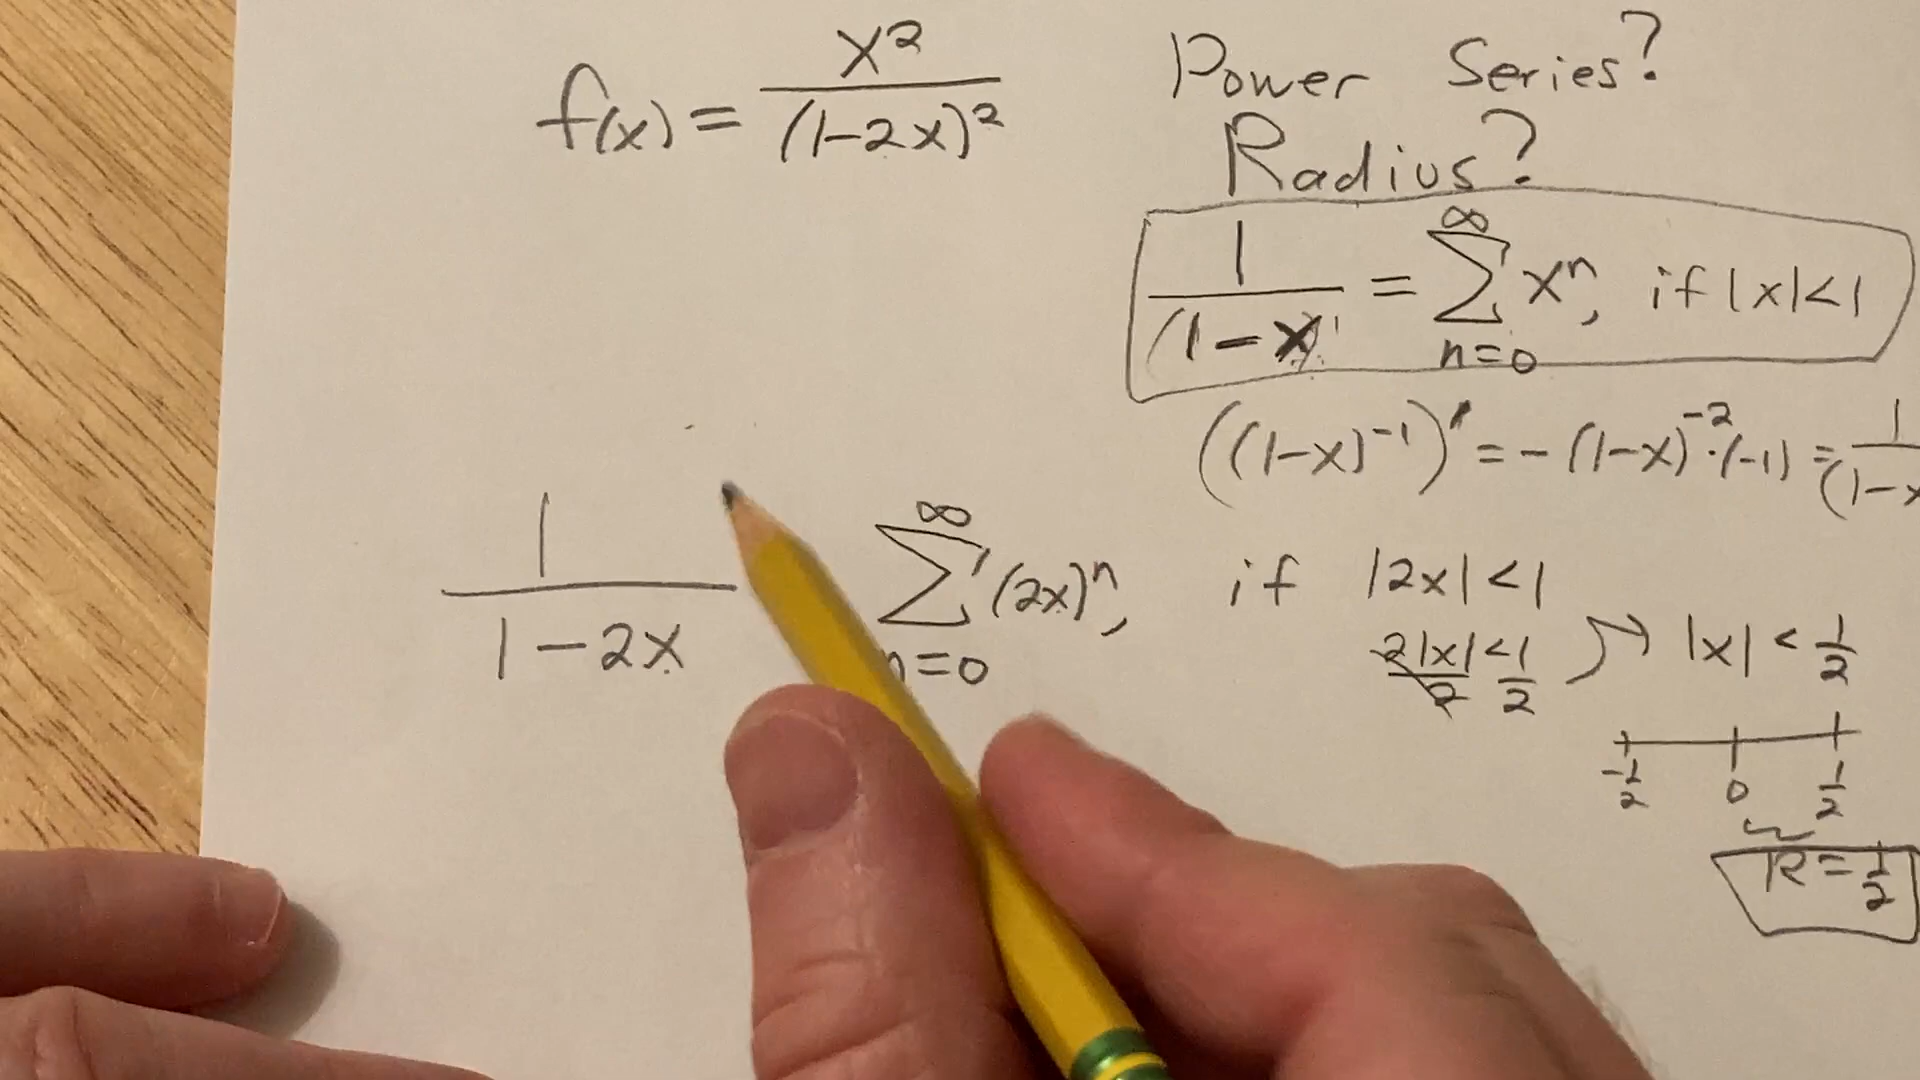 f(x) = x²/(1-2x)²
Power Series?
Radius?
1/(1-x)¹ = ∞ Σ n=0 xⁿ, if |x|<1
((1-x)⁻¹)' = -(1-x)⁻²·(-1) = 1/(1-x
1/(1-2x) ∞ Σ n=0 (2x)ⁿ, if |2x|<1
2|x|/2 < 1/2 → |x| < 1/2
-1/2 0 1/2
R = 1/2